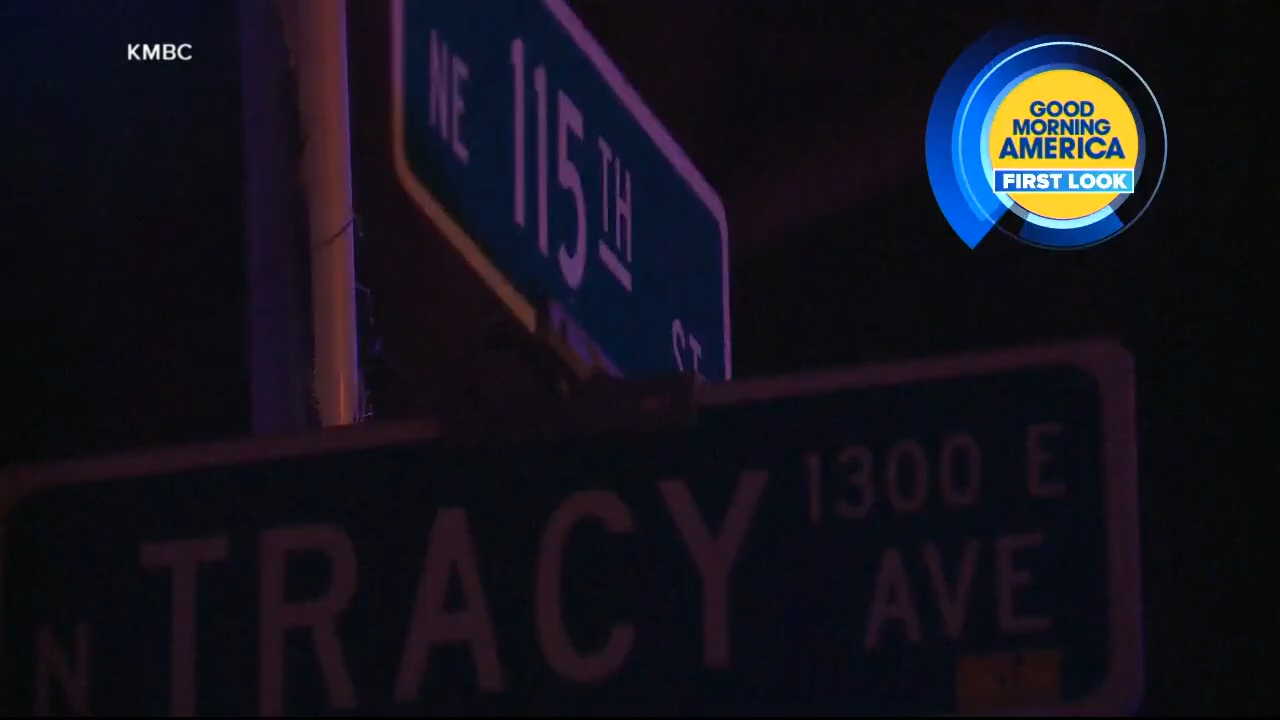 KMBC
GOOD
MORNING
AMERICA
FIRST LOOK
NE 115TH ST
1300 E
N TRACY AVE